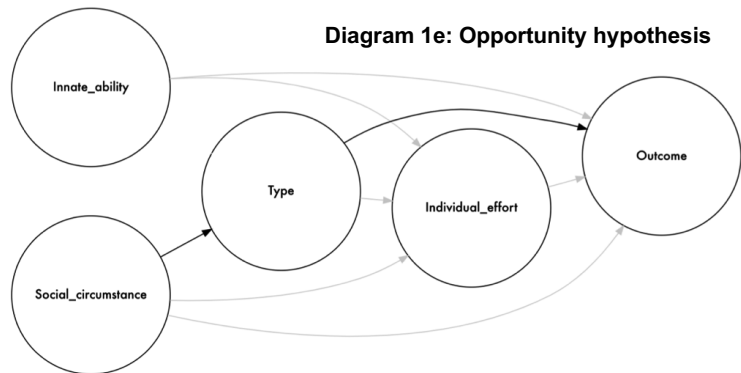 Diagram 1e: Opportunity hypothesis
Innate_ability
Type
Individual_effort
Outcome
Social_circumstance